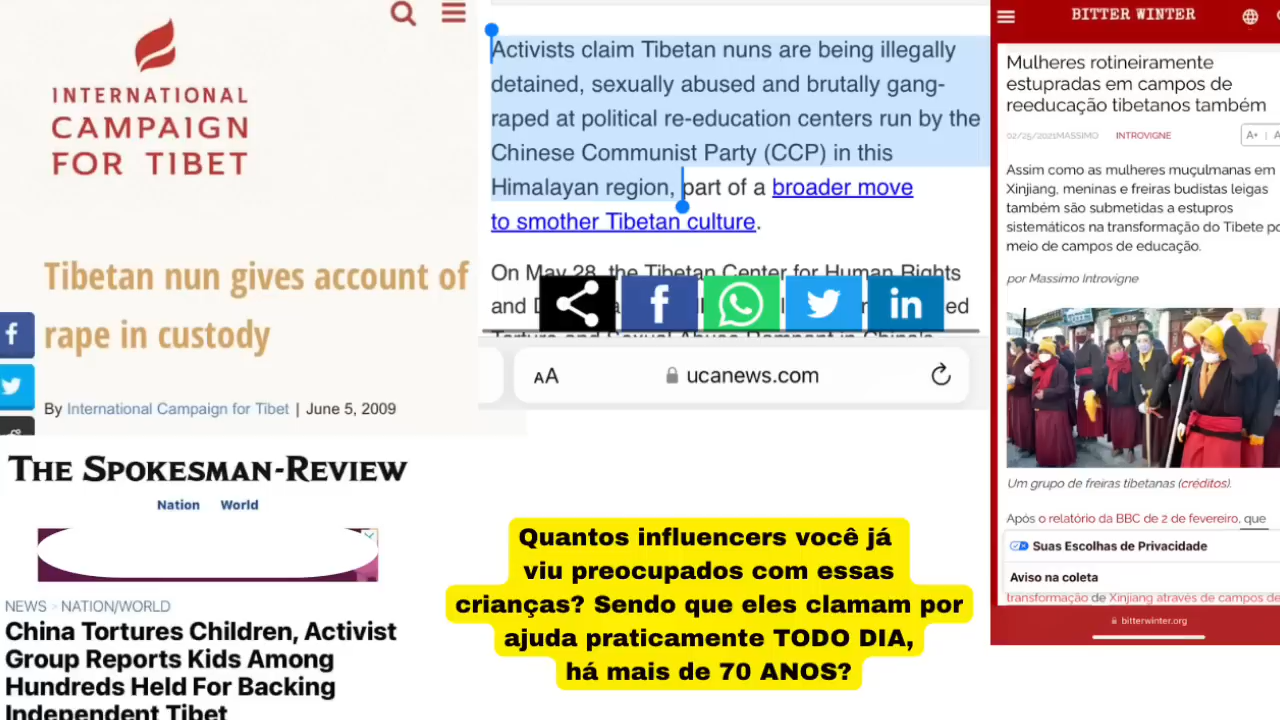 INTERNATIONAL
CAMPAIGN
FOR TIBET
Tibetan nun gives account of
rape in custody
By International Campaign for Tibet | June 5, 2009
Activists claim Tibetan nuns are being illegally
detained, sexually abused and brutally gang-
raped at political re-education centers run by the
Chinese Communist Party (CCP) in this
Himalayan region, part of a broader move
to smother Tibetan culture.
On May 28, the Tibetan Center for Human Rights
and
AA ucanews.com
BITTER WINTER
Mulheres rotineiramente
estupradas em campos de
reeducação tibetanos também
02/25/2021MASSIMO INTROVIGNE A+ A
Assim como as mulheres muçulmanas em
Xinjiang, meninas e freiras budistas leigas
também são submetidas a estupros
sistemáticos na transformação do Tibete po
meio de campos de educação.
por Massimo Introvigne
Um grupo de freiras tibetanas (créditos).
Após o relatório da BBC de 2 de fevereiro, que
Suas Escolhas de Privacidade
Aviso na coleta
transformação de Xinjiang através de campos de
bitterwinter.org
THE SPOKESMAN-REVIEW
Nation World
NEWS > NATION/WORLD
China Tortures Children, Activist
Group Reports Kids Among
Hundreds Held For Backing
Independent Tibet
Quantos influencers você já
viu preocupados com essas
crianças? Sendo que eles clamam por
ajuda praticamente TODO DIA,
há mais de 70 ANOS?